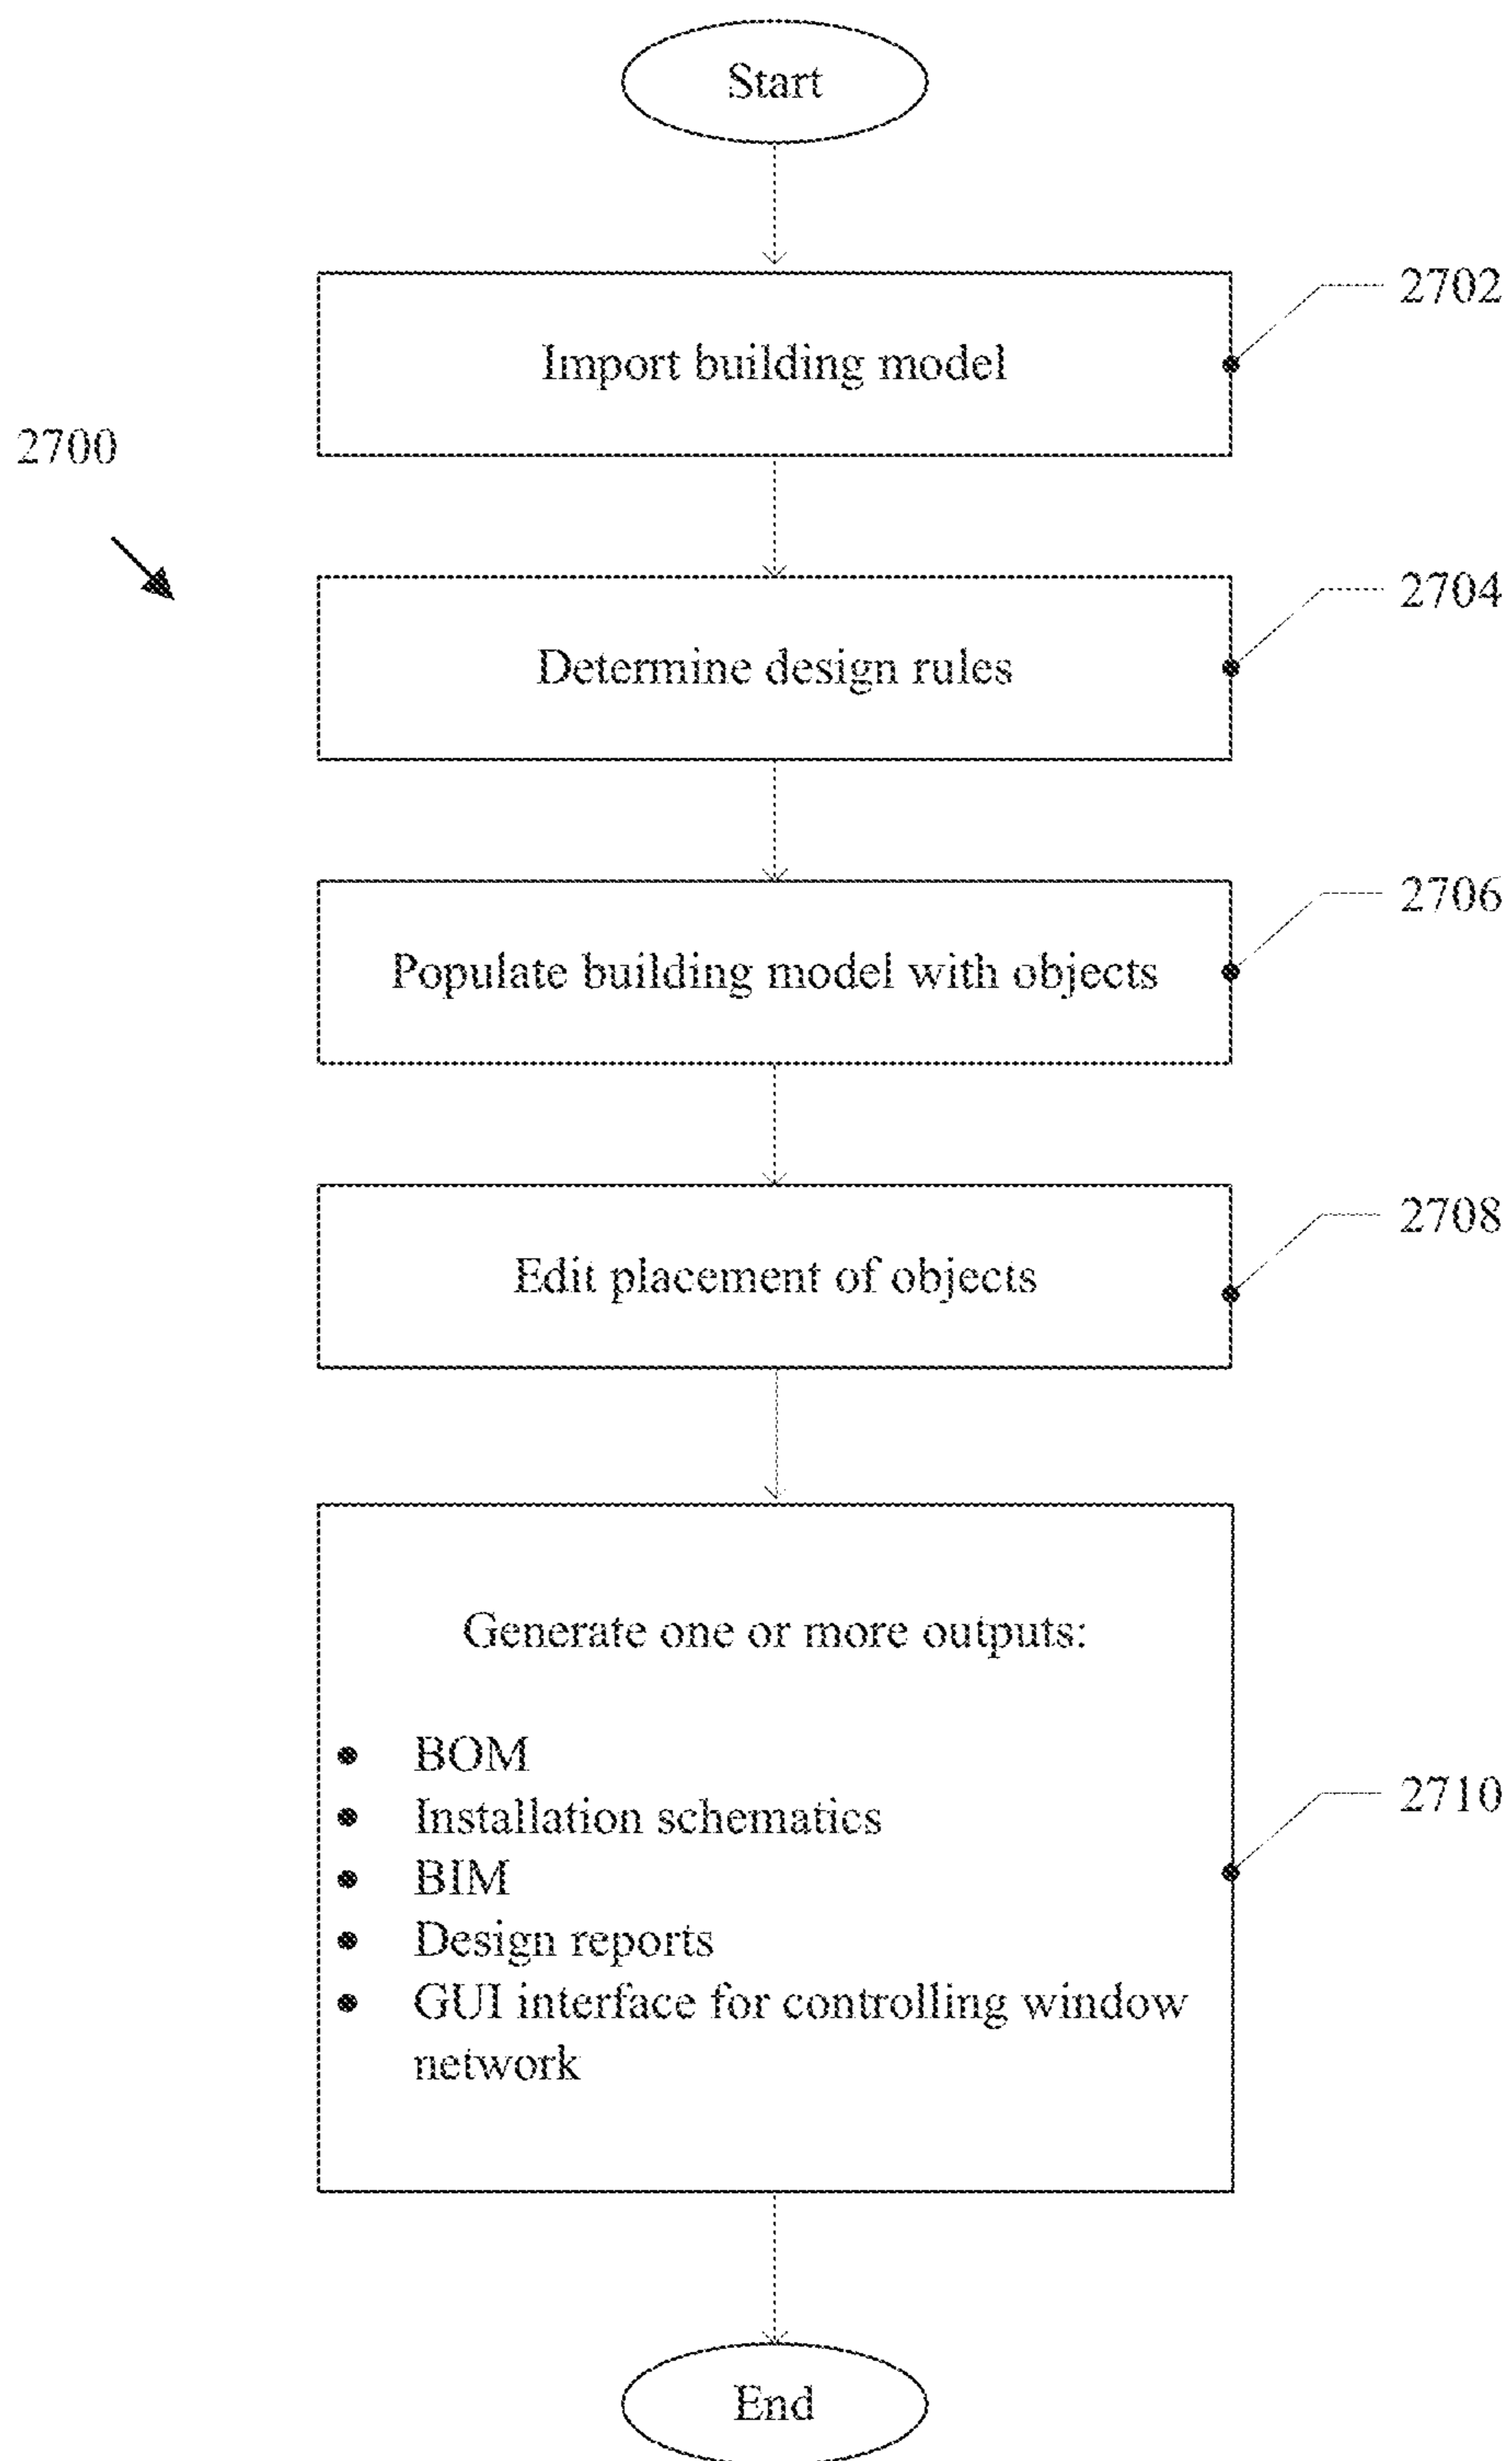 Start
2702
Import building model
2700
2704
Determine design rules
2706
Populate building model with objects
2708
Edit placement of objects
Generate one or more outputs:
BOM
Installation schematics
2710
BIM
Design reports
GUI interface for controlling window
network
End